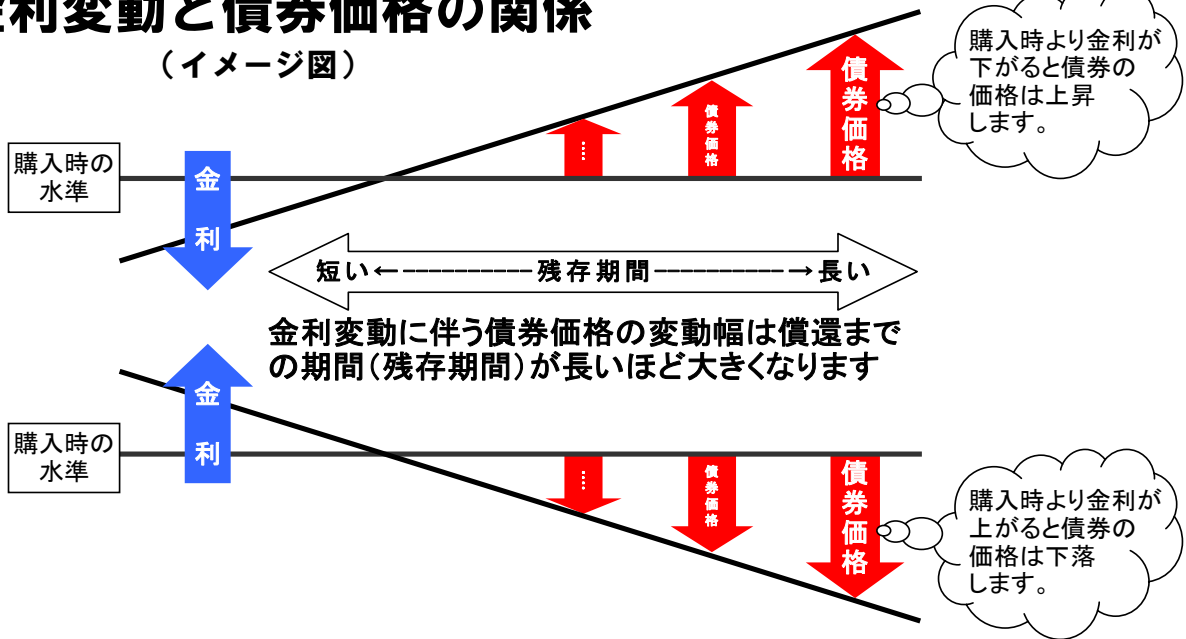 金利変動と債券価格の関係
（イメージ図）
購入時より金利が
下がると債券の
価格は上昇
します。
債券価格
債券価格
……
購入時の
水準
金利
短い←-----------残存期間-----------→長い
金利変動に伴う債券価格の変動幅は償還まで
の期間（残存期間）が長いほど大きくなります
金利
購入時の
水準
……
債券価格
債券価格
購入時より金利が
上がると債券の
価格は下落
します。